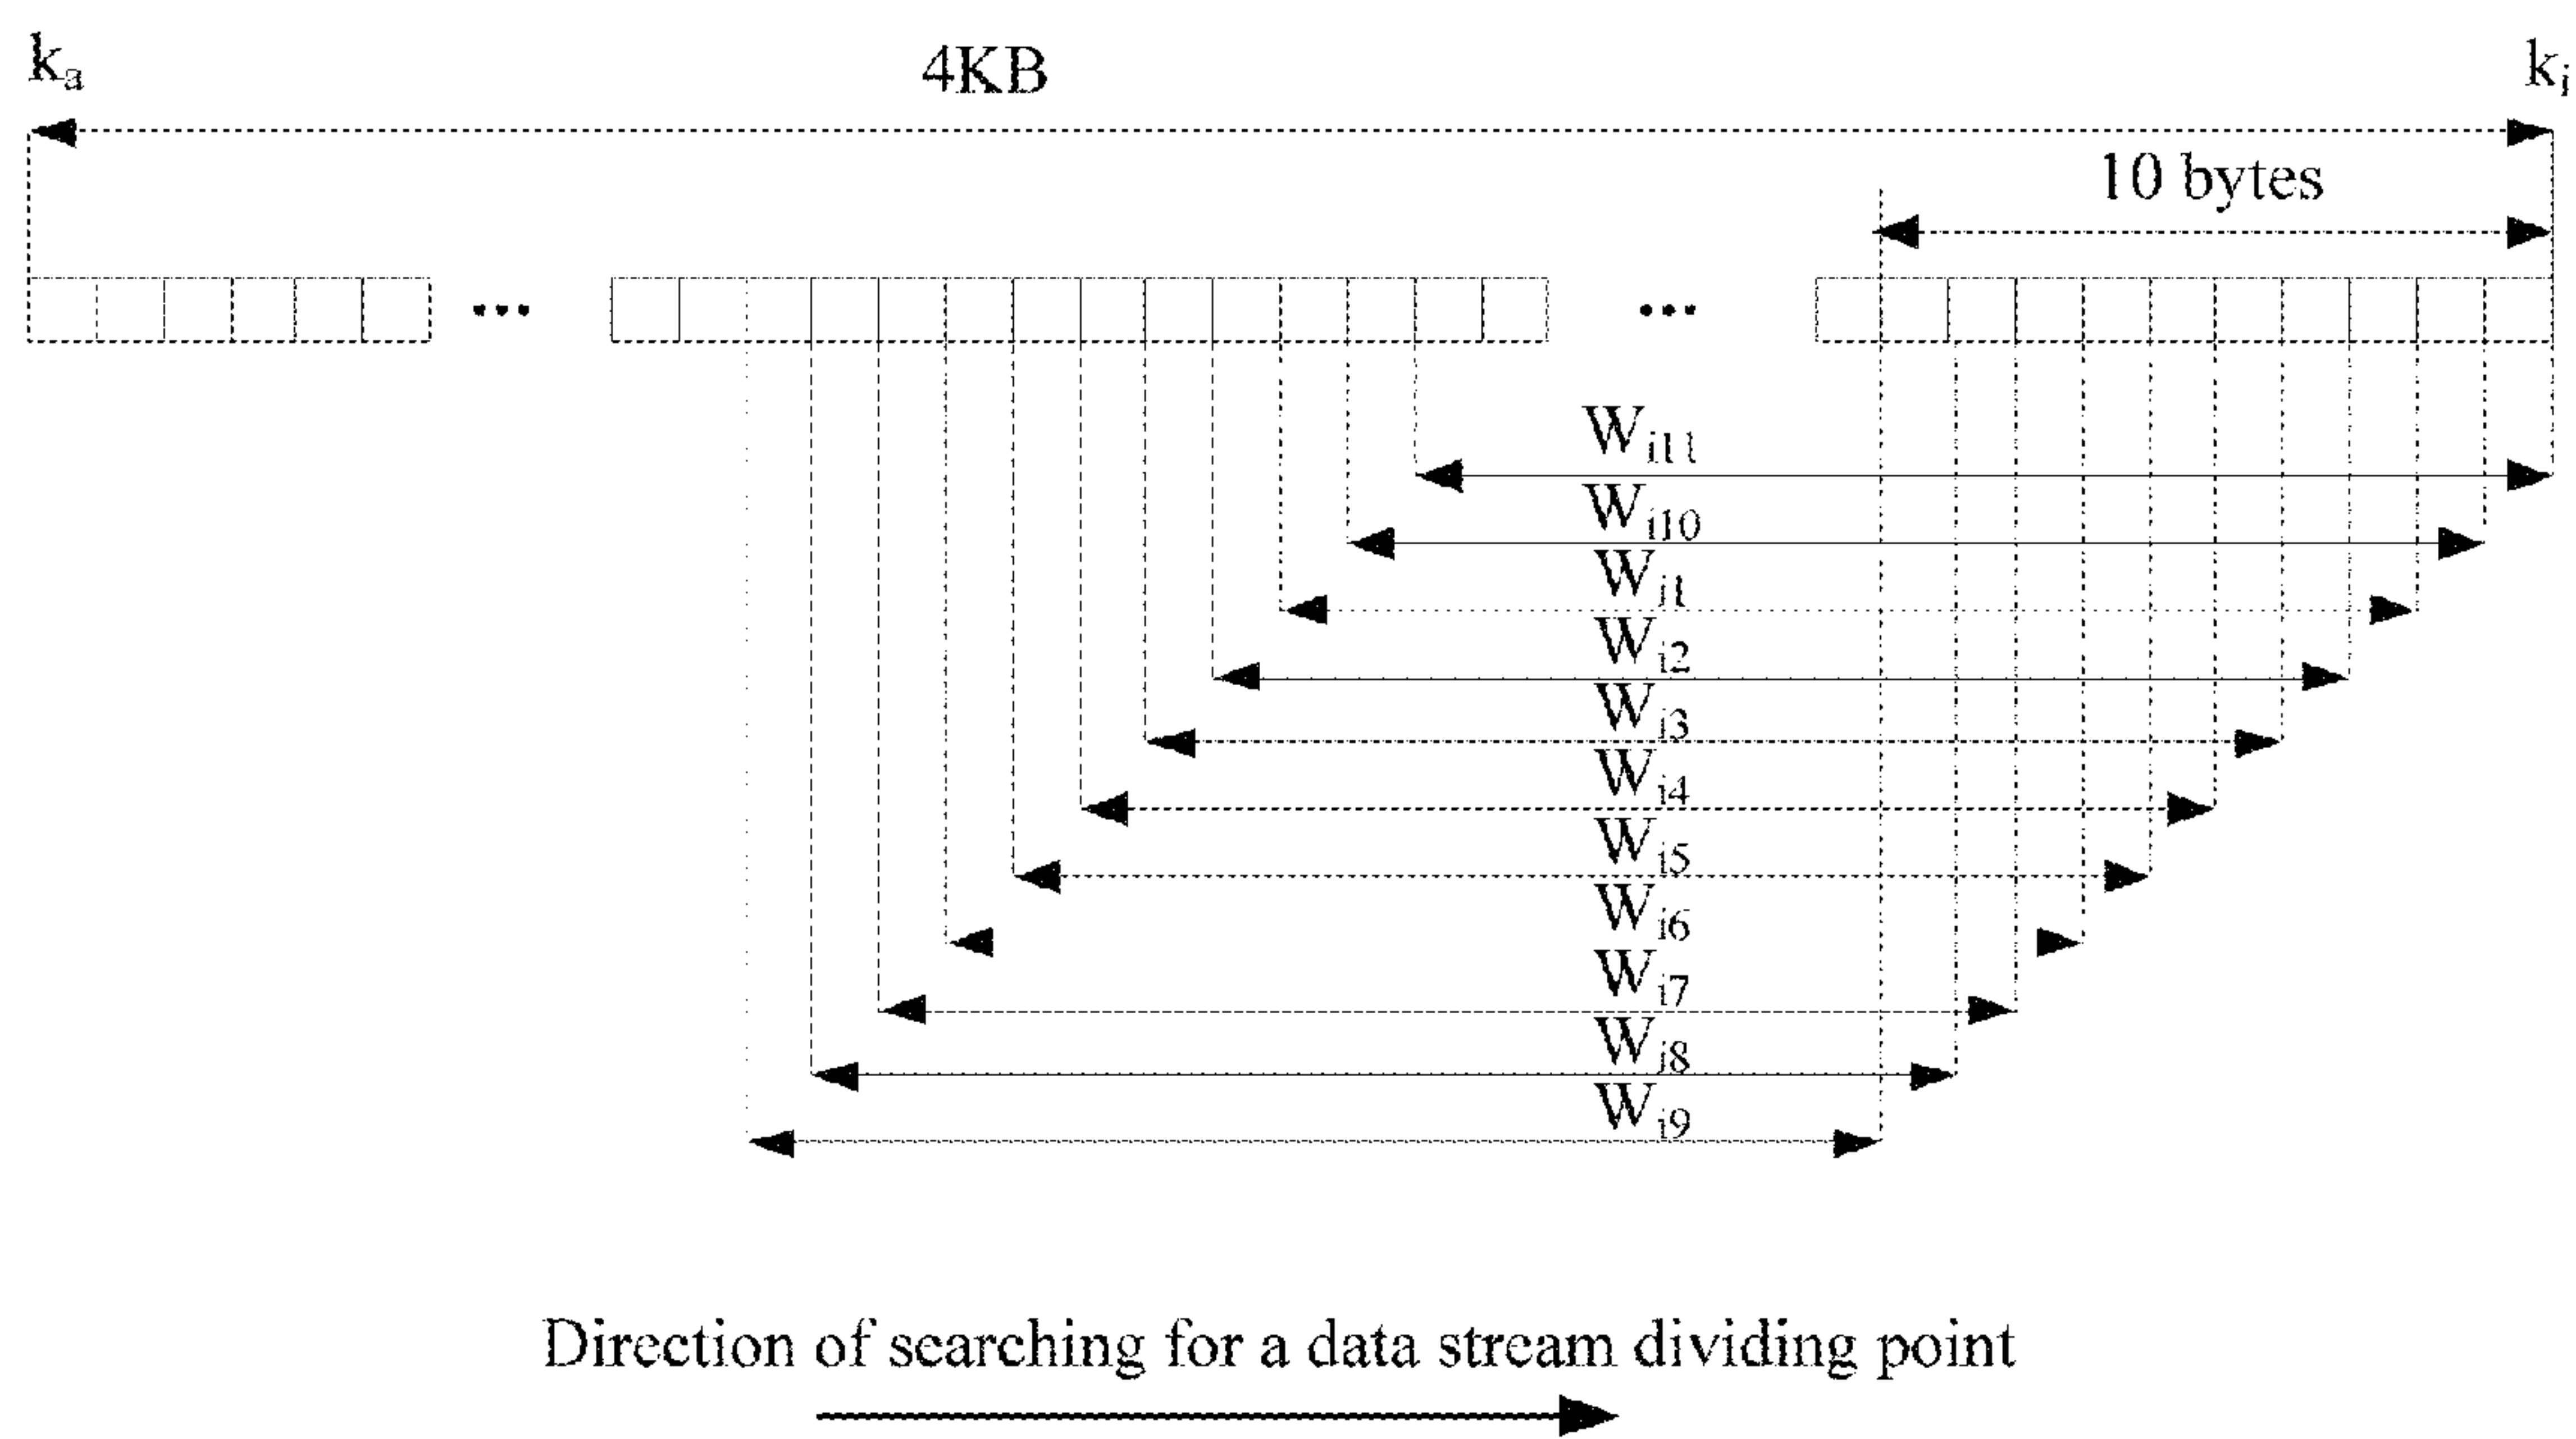 kₐ 4KB kᵢ
10 bytes
... ...
Wi11
Wi10
Wi1
Wi2
Wi3
Wi4
Wi5
Wi6
Wi7
Wi8
Wi9
Direction of searching for a data stream dividing point